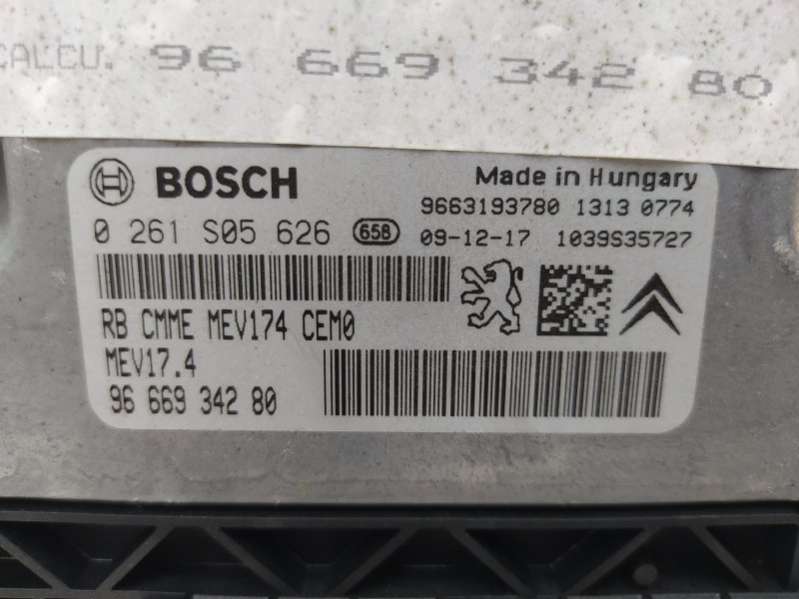 CALCU. 96 669 342 80
BOSCH
Made in Hungary
9663193780 1313 0774
0 261 S05 626 658 09-12-17 1039S35727
RB CMME MEV174 CEM0
MEV17.4
96 669 342 80